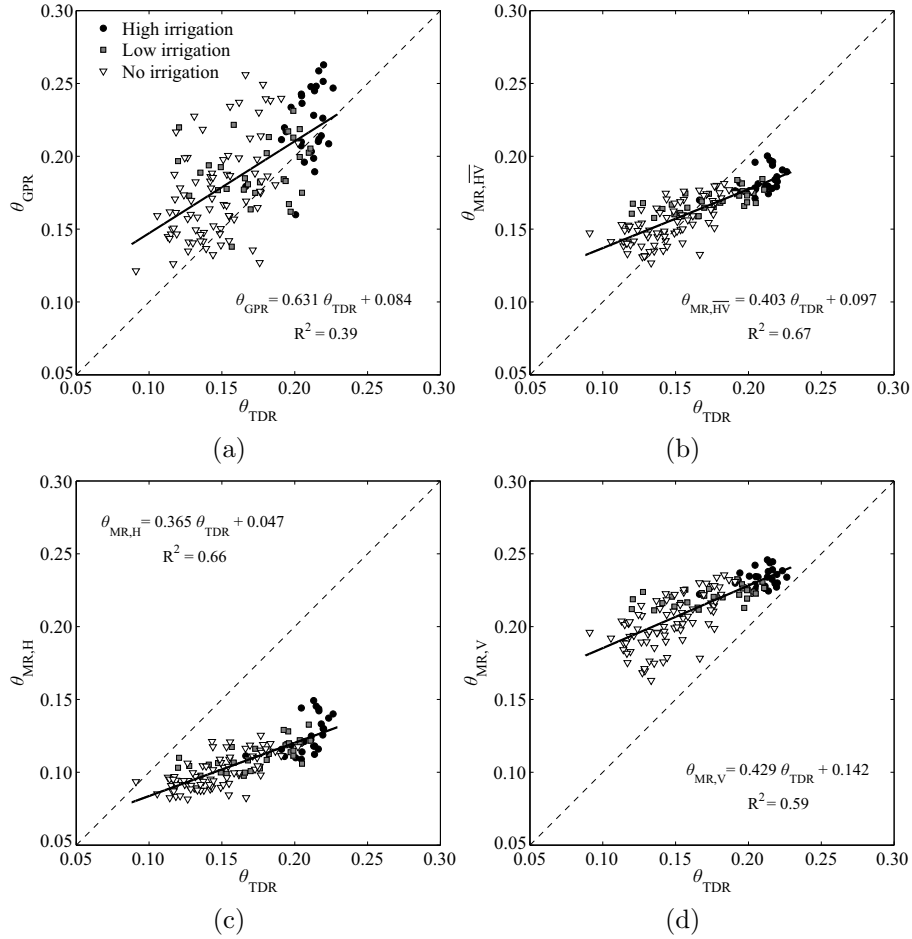 0.30
High irrigation
Low irrigation
No irrigation
0.25
0.20
θGPR
0.15
0.10
θGPR = 0.631 θTDR + 0.084
R² = 0.39
0.05
0.05 0.10 0.15 0.20 0.25 0.30
θTDR
(a)
0.30
0.25
0.20
θMR,H̅V̅
0.15
0.10
θMR,H̅V̅ = 0.403 θTDR + 0.097
R² = 0.67
0.05
0.05 0.10 0.15 0.20 0.25 0.30
θTDR
(b)
0.30
θMR,H = 0.365 θTDR + 0.047
R² = 0.66
0.25
0.20
θMR,H
0.15
0.10
0.05
0.05 0.10 0.15 0.20 0.25 0.30
θTDR
(c)
0.30
0.25
0.20
θMR,V
0.15
0.10
θMR,V = 0.429 θTDR + 0.142
R² = 0.59
0.05
0.05 0.10 0.15 0.20 0.25 0.30
θTDR
(d)